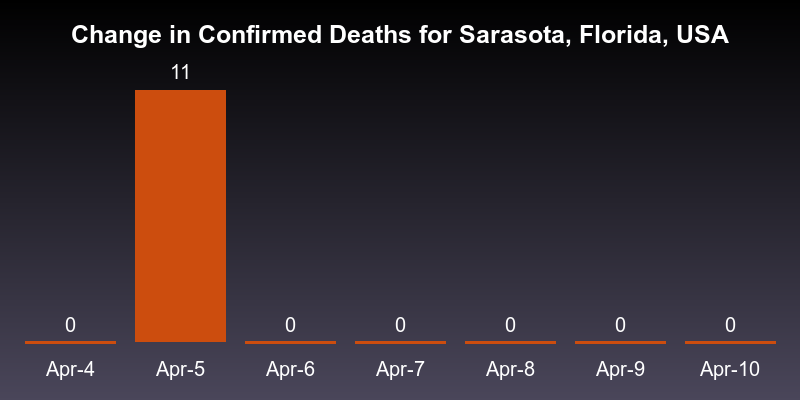 Change in Confirmed Deaths for Sarasota, Florida, USA
11
0 0 0 0 0 0
Apr-4 Apr-5 Apr-6 Apr-7 Apr-8 Apr-9 Apr-10